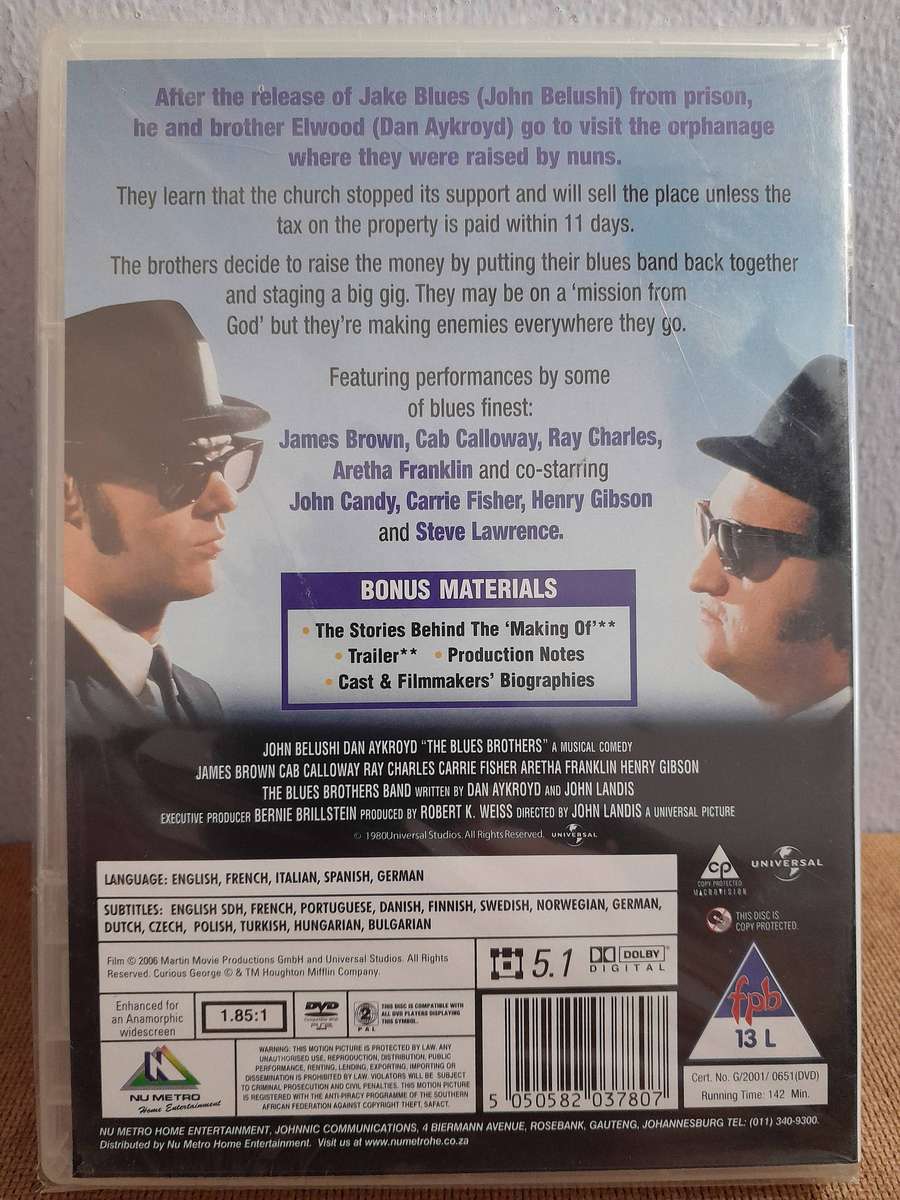 After the release of Jake Blues (John Belushi) from prison,
he and brother Elwood (Dan Aykroyd) go to visit the orphanage
where they were raised by nuns.
They learn that the church stopped its support and will sell the place unless the
tax on the property is paid within 11 days.
The brothers decide to raise the money by putting their blues band back together
and staging a big gig. They may be on a ‘mission from
God’ but they're making enemies everywhere they go.
Featuring performances by some
of blues finest:
James Brown, Cab Calloway, Ray Charles,
Aretha Franklin and co-starring
John Candy, Carrie Fisher, Henry Gibson
and Steve Lawrence.
BONUS MATERIALS
• The Stories Behind The ‘Making Of’**
• Trailer** • Production Notes
• Cast & Filmmakers’ Biographies
JOHN BELUSHI DAN AYKROYD “THE BLUES BROTHERS” A MUSICAL COMEDY
JAMES BROWN CAB CALLOWAY RAY CHARLES CARRIE FISHER ARETHA FRANKLIN HENRY GIBSON
THE BLUES BROTHERS BAND WRITTEN BY DAN AYKROYD AND JOHN LANDIS
EXECUTIVE PRODUCER BERNIE BRILLSTEIN PRODUCED BY ROBERT K. WEISS DIRECTED BY JOHN LANDIS A UNIVERSAL PICTURE
© 1980Universal Studios. All Rights Reserved. UNIVERSAL
LANGUAGE: ENGLISH, FRENCH, ITALIAN, SPANISH, GERMAN
SUBTITLES: ENGLISH SDH, FRENCH, PORTUGUESE, DANISH, FINNISH, SWEDISH, NORWEGIAN, GERMAN,
DUTCH, CZECH, POLISH, TURKISH, HUNGARIAN, BULGARIAN
cp
COPY PROTECTED
MACROVISION
UNIVERSAL
THIS DISC IS
COPY PROTECTED.
Film © 2006 Martin Movie Productions GmbH and Universal Studios. All Rights
Reserved. Curious George © & TM Houghton Mifflin Company.
5.1
DOLBY
DIGITAL
Enhanced for
an Anamorphic
widescreen
1.85:1
DVD
Compatible with
PS2
2
PAL
THIS DISC IS COMPATIBLE WITH
ALL DVD PLAYERS DISPLAYING
THIS SYMBOL.
fpb
13 L
Cert. No. G/2001/ 0651(DVD)
Running Time: 142 Min.
NU METRO
Home Entertainment
WARNING: THIS MOTION PICTURE IS PROTECTED BY LAW. ANY
UNAUTHORISED USE, REPRODUCTION, DISTRIBUTION, PUBLIC
PERFORMANCE, RENTING, LENDING, EXPORTING, IMPORTING OR
DISSEMINATION IS PROHIBITED BY LAW. VIOLATORS WILL BE SUBJECT
TO CRIMINAL PROSECUTION AND CIVIL PENALTIES. THIS MOTION PICTURE
IS REGISTERED WITH THE ANTI-PIRACY PROGRAMME OF THE SOUTHERN
AFRICAN FEDERATION AGAINST COPYRIGHT THEFT, SAFACT.
5 050582 037807
NU METRO HOME ENTERTAINMENT, JOHNNIC COMMUNICATIONS, 4 BIERMANN AVENUE, ROSEBANK, GAUTENG, JOHANNESBURG TEL: (011) 340-9300.
Distributed by Nu Metro Home Entertainment. Visit us at www.numetrohe.co.za